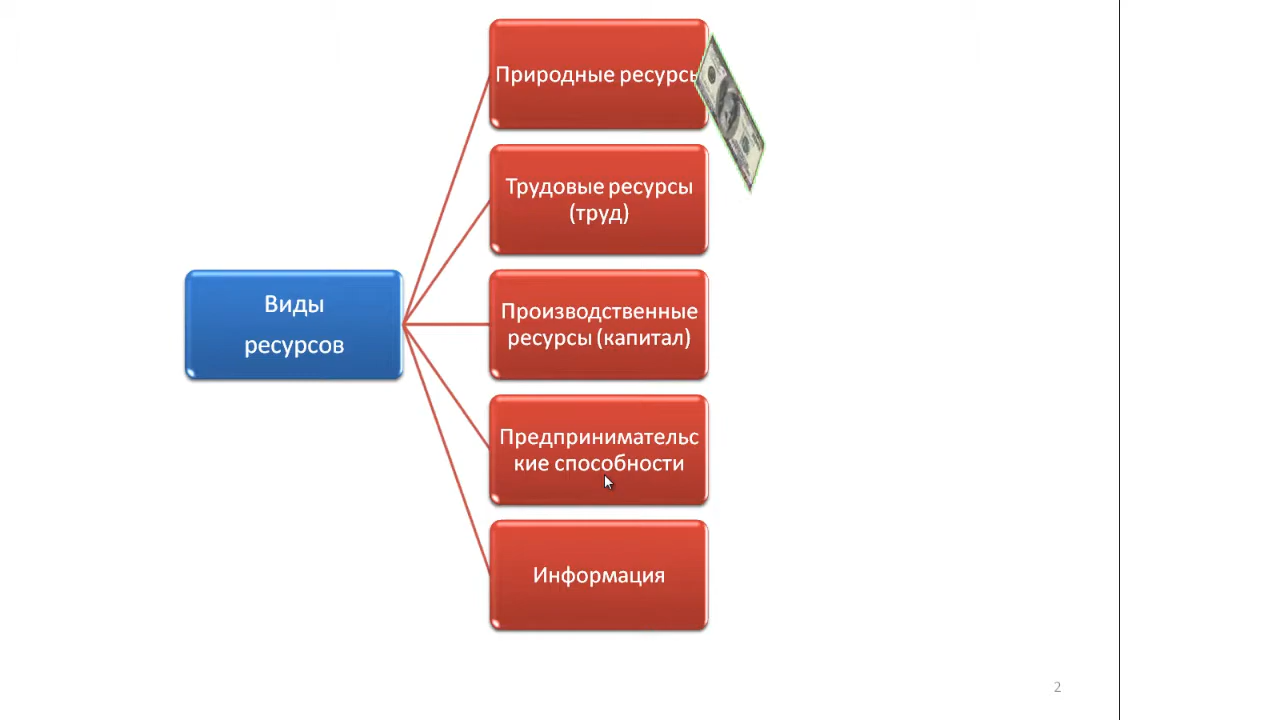 Природные ресурсы
Трудовые ресурсы
(труд)
Виды
ресурсов
Производственные
ресурсы (капитал)
Предпринимательс
кие способности
Информация
2